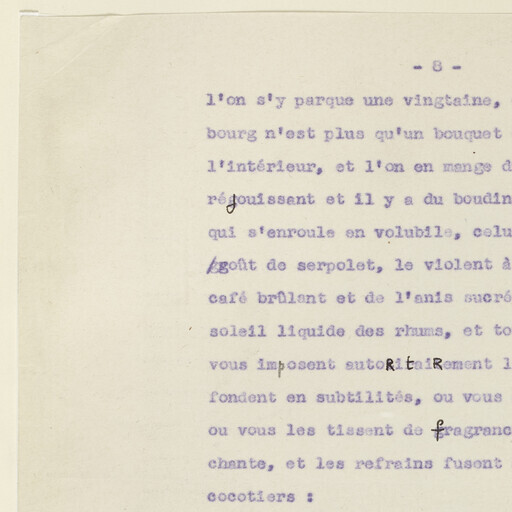 - 8 -
l'on s'y parque une vingtaine,
bourg n'est plus qu'un bouquet
l'intérieur, et l'on en mange d
réjouissant et il y a du boudin
qui s'enroule en volubile, celu
goût de serpolet, le violent à
café brûlant et de l'anis sucré
soleil liquide des rhums, et to
vous imposent autoRitaiRement l
fondent en subtilités, ou vous
ou vous les tissent de fragranc
chante, et les refrains fusent
cocotiers :